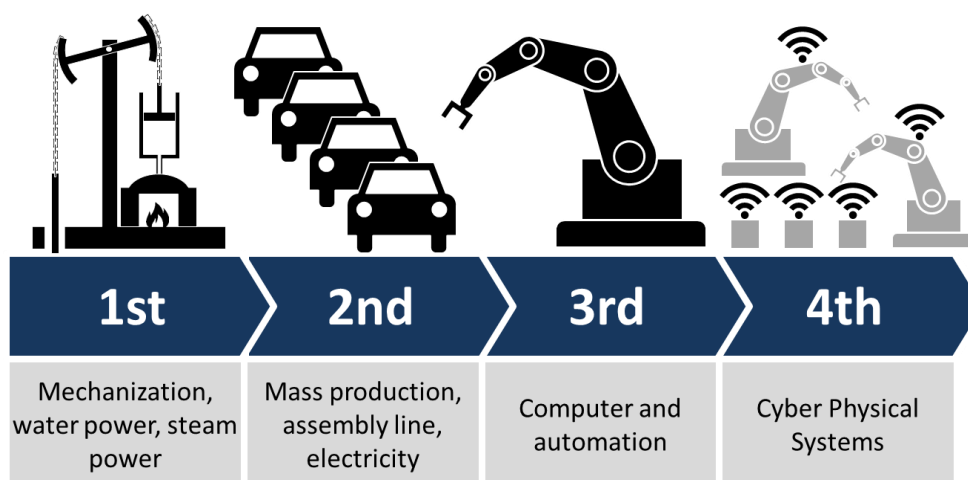 1st
2nd
3rd
4th
Mechanization,
water power, steam
power
Mass production,
assembly line,
electricity
Computer and
automation
Cyber Physical
Systems